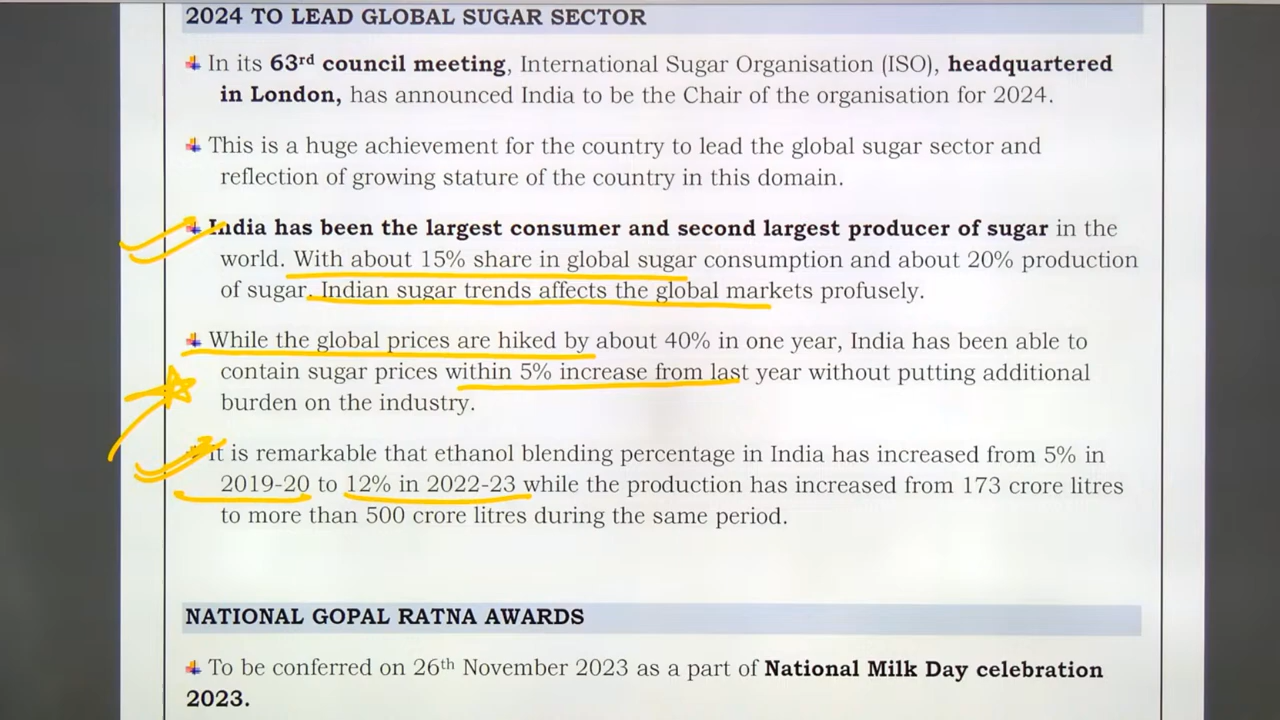 2024 TO LEAD GLOBAL SUGAR SECTOR
In its 63rd council meeting, International Sugar Organisation (ISO), headquartered
in London, has announced India to be the Chair of the organisation for 2024.
This is a huge achievement for the country to lead the global sugar sector and
reflection of growing stature of the country in this domain.
India has been the largest consumer and second largest producer of sugar in the
world. With about 15% share in global sugar consumption and about 20% production
of sugar. Indian sugar trends affects the global markets profusely.
While the global prices are hiked by about 40% in one year, India has been able to
contain sugar prices within 5% increase from last year without putting additional
burden on the industry.
It is remarkable that ethanol blending percentage in India has increased from 5% in
2019-20 to 12% in 2022-23 while the production has increased from 173 crore litres
to more than 500 crore litres during the same period.
NATIONAL GOPAL RATNA AWARDS
To be conferred on 26th November 2023 as a part of National Milk Day celebration
2023.